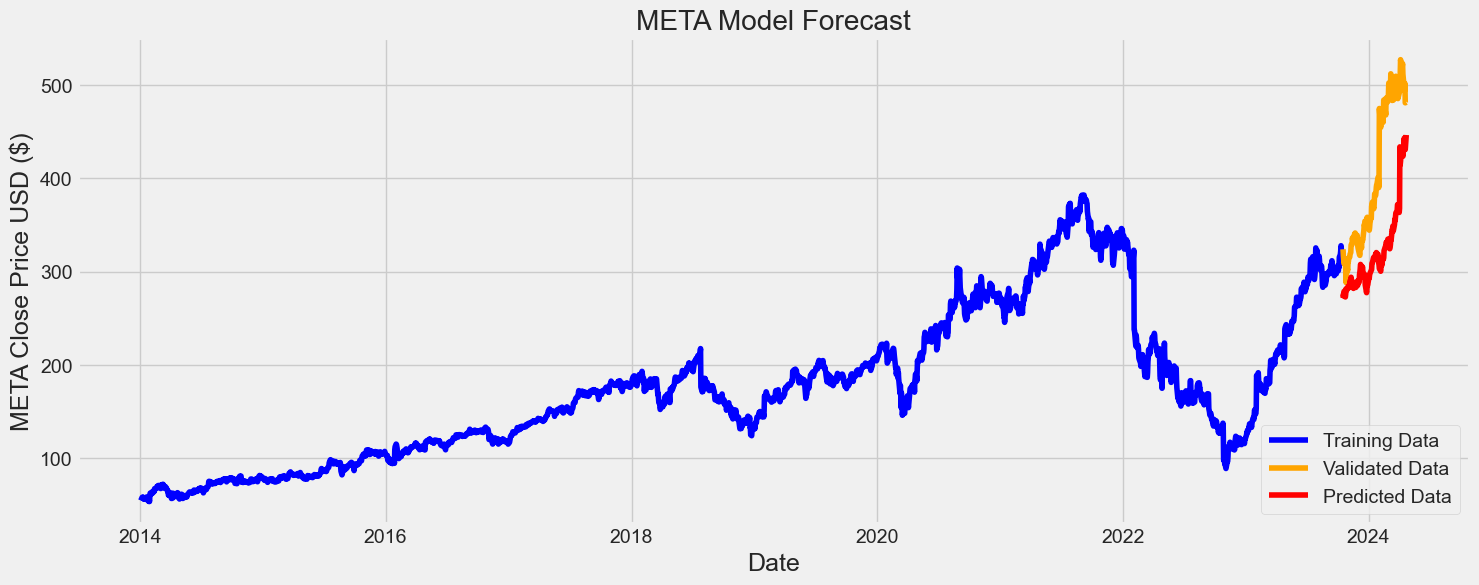 META Model Forecast
META Close Price USD ($)
500
400
300
200
100
2014
2016
2018
2020
2022
2024
Date
Training Data
Validated Data
Predicted Data